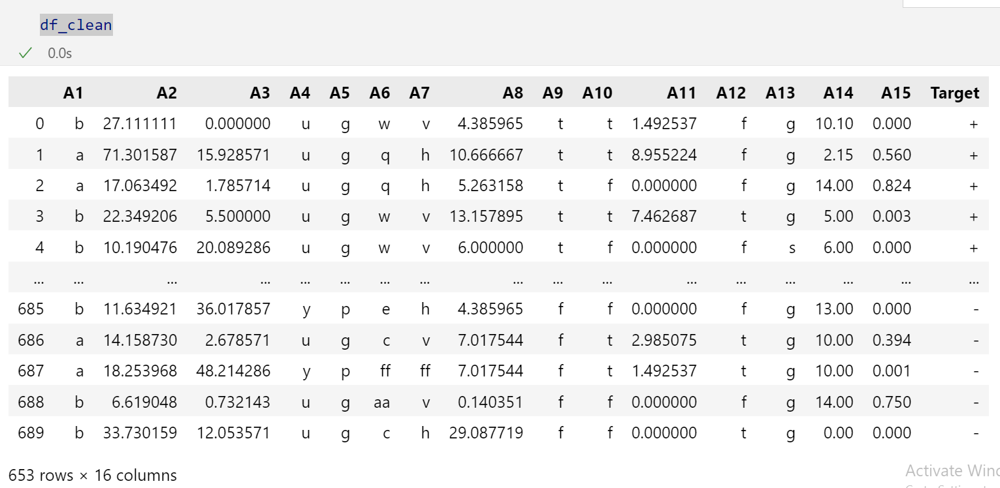 df_clean
0.0s
A1 A2 A3 A4 A5 A6 A7 A8 A9 A10 A11 A12 A13 A14 A15 Target
0 b 27.111111 0.000000 u g w v 4.385965 t t 1.492537 f g 10.10 0.000 +
1 a 71.301587 15.928571 u g q h 10.666667 t t 8.955224 f g 2.15 0.560 +
2 a 17.063492 1.785714 u g q h 5.263158 t f 0.000000 f g 14.00 0.824 +
3 b 22.349206 5.500000 u g w v 13.157895 t t 7.462687 t g 5.00 0.003 +
4 b 10.190476 20.089286 u g w v 6.000000 t f 0.000000 f s 6.00 0.000 +
... ... ... ... ... ... ... ... ... ... ... ... ... ... ... ... ...
685 b 11.634921 36.017857 y p e h 4.385965 f f 0.000000 f g 13.00 0.000 -
686 a 14.158730 2.678571 u g c v 7.017544 f t 2.985075 t g 10.00 0.394 -
687 a 18.253968 48.214286 y p ff ff 7.017544 f t 1.492537 t g 10.00 0.001 -
688 b 6.619048 0.732143 u g aa v 0.140351 f f 0.000000 f g 14.00 0.750 -
689 b 33.730159 12.053571 u g c h 29.087719 f f 0.000000 t g 0.00 0.000 -
653 rows × 16 columns
Activate Wind